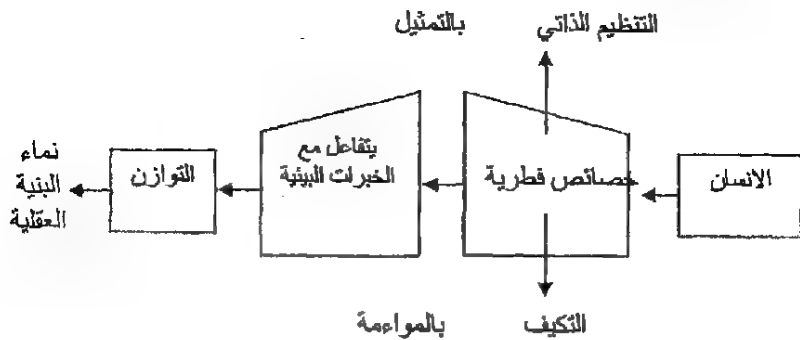 التنظيم الذاتي
بالتمثيل
الانسان
خصائص فطرية
يتفاعل مع
الخبرات البيئية
التوازن
نماء
البنية
العقلية
التكيف
بالمواءمة